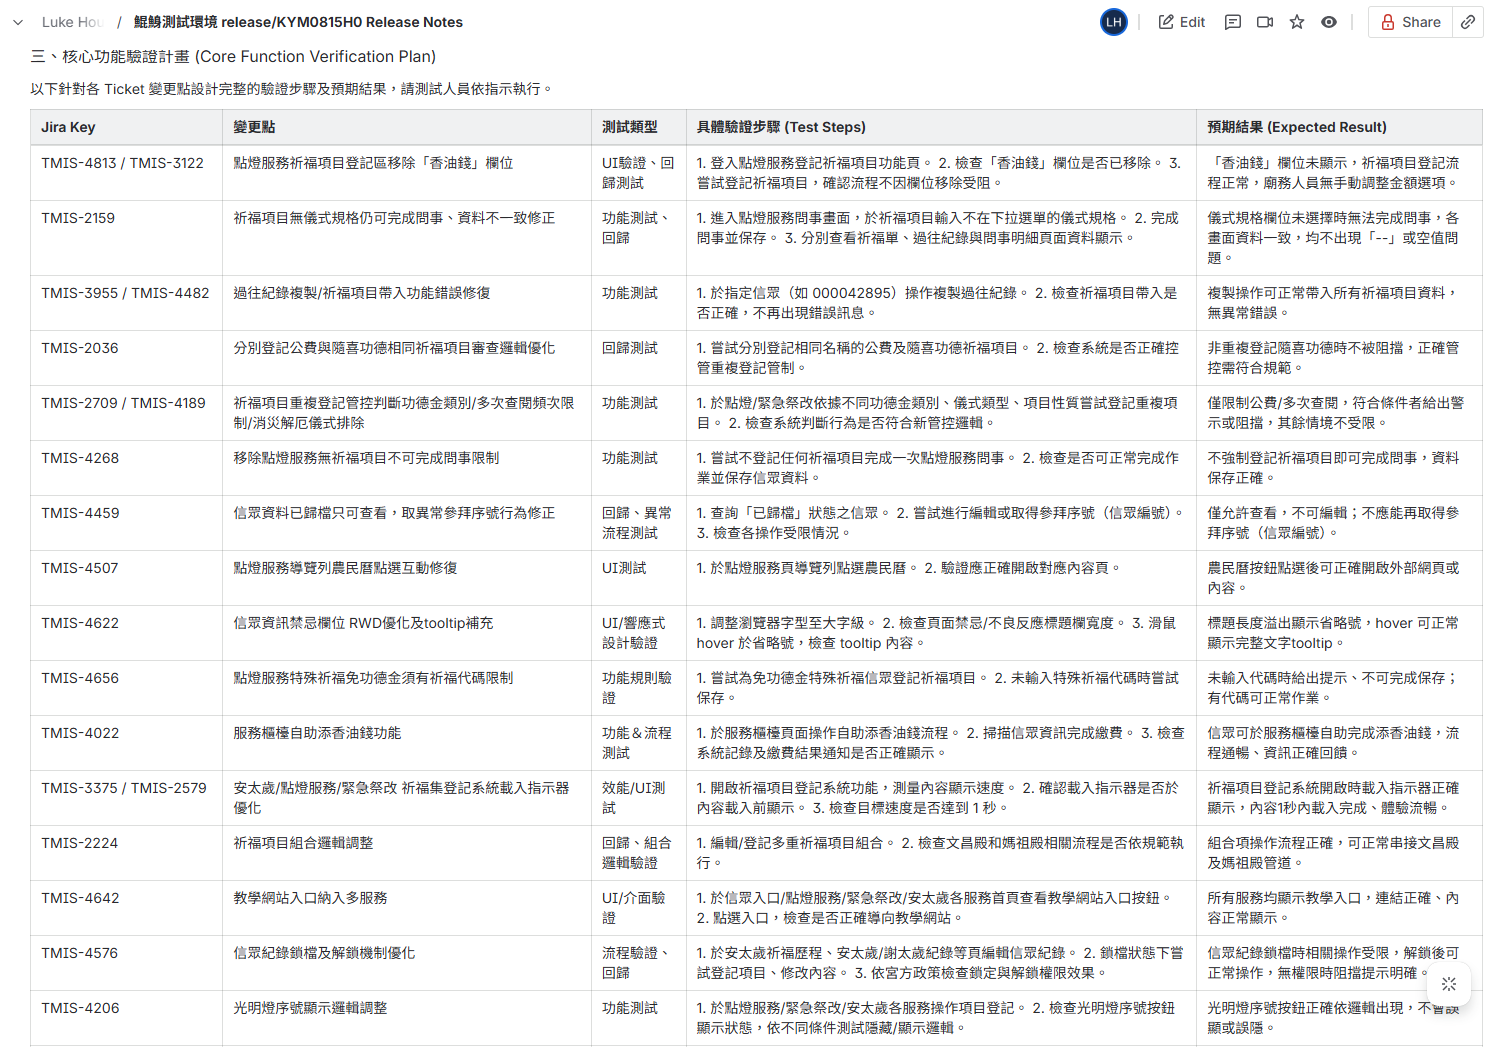 Luke Hou / 鯤鯓測試環境 release/KYM0815H0 Release Notes
LH Edit Share
三、核心功能驗證計畫 (Core Function Verification Plan)
以下針對各 Ticket 變更點設計完整的驗證步驟及預期結果，請測試人員依指示執行。
Jira Key 變更點 測試類型 具體驗證步驟 (Test Steps) 預期結果 (Expected Result)
TMIS-4813 / TMIS-3122 點燈服務祈福項目登記區移除「香油錢」欄位 UI驗證、回 1. 登入點燈服務登記祈福項目功能頁。 2. 檢查「香油錢」欄位是否已移除。 3. 「香油錢」欄位未顯示，祈福項目登記流
歸測試 嘗試登記祈福項目，確認流程不因欄位移除受阻。 程正常，廟務人員無手動調整金額選項。
TMIS-2159 祈福項目無儀式規格仍可完成問事、資料不一致修正 功能測試、 1. 進入點燈服務問事畫面，於祈福項目輸入不在下拉選單的儀式規格。 2. 完成 儀式規格欄位未選擇時無法完成問事，各
回歸 問事並保存。 3. 分別查看祈福單、過往紀錄與問事明細頁面資料顯示。 畫面資料一致，均不出現「--」或空值問
題。
TMIS-3955 / TMIS-4482 過往紀錄複製/祈福項目帶入功能錯誤修復 功能測試 1. 於指定信眾（如 000042895）操作複製過往紀錄。 2. 檢查祈福項目帶入是 複製操作可正常帶入所有祈福項目資料，
否正確，不再出現錯誤訊息。 無異常錯誤。
TMIS-2036 分別登記公費與隨喜功德相同祈福項目審查邏輯優化 回歸測試 1. 嘗試分別登記相同名稱的公費及隨喜功德祈福項目。 2. 檢查系統是否正確控 非重複登記隨喜功德時不被阻擋，正確管
管重複登記管制。 控需符合規範。
TMIS-2709 / TMIS-4189 祈福項目重複登記管控判斷功德金類別/多次查閱頻次限 功能測試 1. 於點燈/緊急祭改依據不同功德金類別、儀式類型、項目性質嘗試登記重複項 僅限制公費/多次查閱，符合條件者給出警
制/消災解厄儀式排除 目。 2. 檢查系統判斷行為是否符合新管控邏輯。 示或阻擋，其餘情境不受限。
TMIS-4268 移除點燈服務無祈福項目不可完成問事限制 功能測試 1. 嘗試不登記任何祈福項目完成一次點燈服務問事。 2. 檢查是否可正常完成作 不強制登記祈福項目即可完成問事，資料
業並保存信眾資料。 保存正確。
TMIS-4459 信眾資料已歸檔只可查看，取異常參拜序號行為修正 回歸、異常 1. 查詢「已歸檔」狀態之信眾。 2. 嘗試進行編輯或取得參拜序號（信眾編號）。 僅允許查看，不可編輯；不應能再取得參
流程測試 3. 檢查各操作受限情況。 拜序號（信眾編號）。
TMIS-4507 點燈服務導覽列農民曆點選互動修復 UI測試 1. 於點燈服務頁導覽列點選農民曆。 2. 驗證應正確開啟對應內容頁。 農民曆按鈕點選後可正確開啟外部網頁或
內容。
TMIS-4622 信眾資訊禁忌欄位 RWD優化及tooltip補充 UI/響應式 1. 調整瀏覽器字型至大字級。 2. 檢查頁面禁忌/不良反應標題欄寬度。 3. 滑鼠 標題長度溢出顯示省略號，hover 可正常
設計驗證 hover 於省略號，檢查 tooltip 內容。 顯示完整文字tooltip。
TMIS-4656 點燈服務特殊祈福免功德金須有祈福代碼限制 功能規則驗 1. 嘗試為免功德金特殊祈福信眾登記祈福項目。 2. 未輸入特殊祈福代碼時嘗試 未輸入代碼時給出提示、不可完成保存；
證 保存。 有代碼可正常作業。
TMIS-4022 服務櫃檯自助添香油錢功能 功能＆流程 1. 於服務櫃檯頁面操作自助添香油錢流程。 2. 掃描信眾資訊完成繳費。 3. 檢查 信眾可於服務櫃檯自助完成添香油錢，流
測試 系統記錄及繳費結果通知是否正確顯示。 程通暢、資訊正確回饋。
TMIS-3375 / TMIS-2579 安太歲/點燈服務/緊急祭改 祈福集登記系統載入指示器 效能/UI測 1. 開啟祈福項目登記系統功能，測量內容顯示速度。 2. 確認載入指示器是否於 祈福項目登記系統開啟時載入指示器正確
優化 試 內容載入前顯示。 3. 檢查目標速度是否達到 1 秒。 顯示，內容1秒內載入完成、體驗流暢。
TMIS-2224 祈福項目組合邏輯調整 回歸、組合 1. 編輯/登記多重祈福項目組合。 2. 檢查文昌殿和媽祖殿相關流程是否依規範執 組合項操作流程正確，可正常串接文昌殿
邏輯驗證 行。 及媽祖殿管道。
TMIS-4642 教學網站入口納入多服務 UI/介面驗 1. 於信眾入口/點燈服務/緊急祭改/安太歲各服務首頁查看教學網站入口按鈕。 所有服務均顯示教學入口，連結正確、內
證 2. 點選入口，檢查是否正確導向教學網站。 容正常顯示。
TMIS-4576 信眾紀錄鎖檔及解鎖機制優化 流程驗證、 1. 於安太歲祈福歷程、安太歲/謝太歲紀錄等頁編輯信眾紀錄。 2. 鎖檔狀態下嘗 信眾紀錄鎖檔時相關操作受限，解鎖後可
回歸 試登記項目、修改內容。 3. 依宮方政策檢查鎖定與解鎖權限效果。 正常操作，無權限時阻擋提示明確。
TMIS-4206 光明燈序號顯示邏輯調整 功能測試 1. 於點燈服務/緊急祭改/安太歲各服務操作項目登記。 2. 檢查光明燈序號按鈕 光明燈序號按鈕正確依邏輯出現，不會誤
顯示狀態，依不同條件測試隱藏/顯示邏輯。 顯或誤隱。